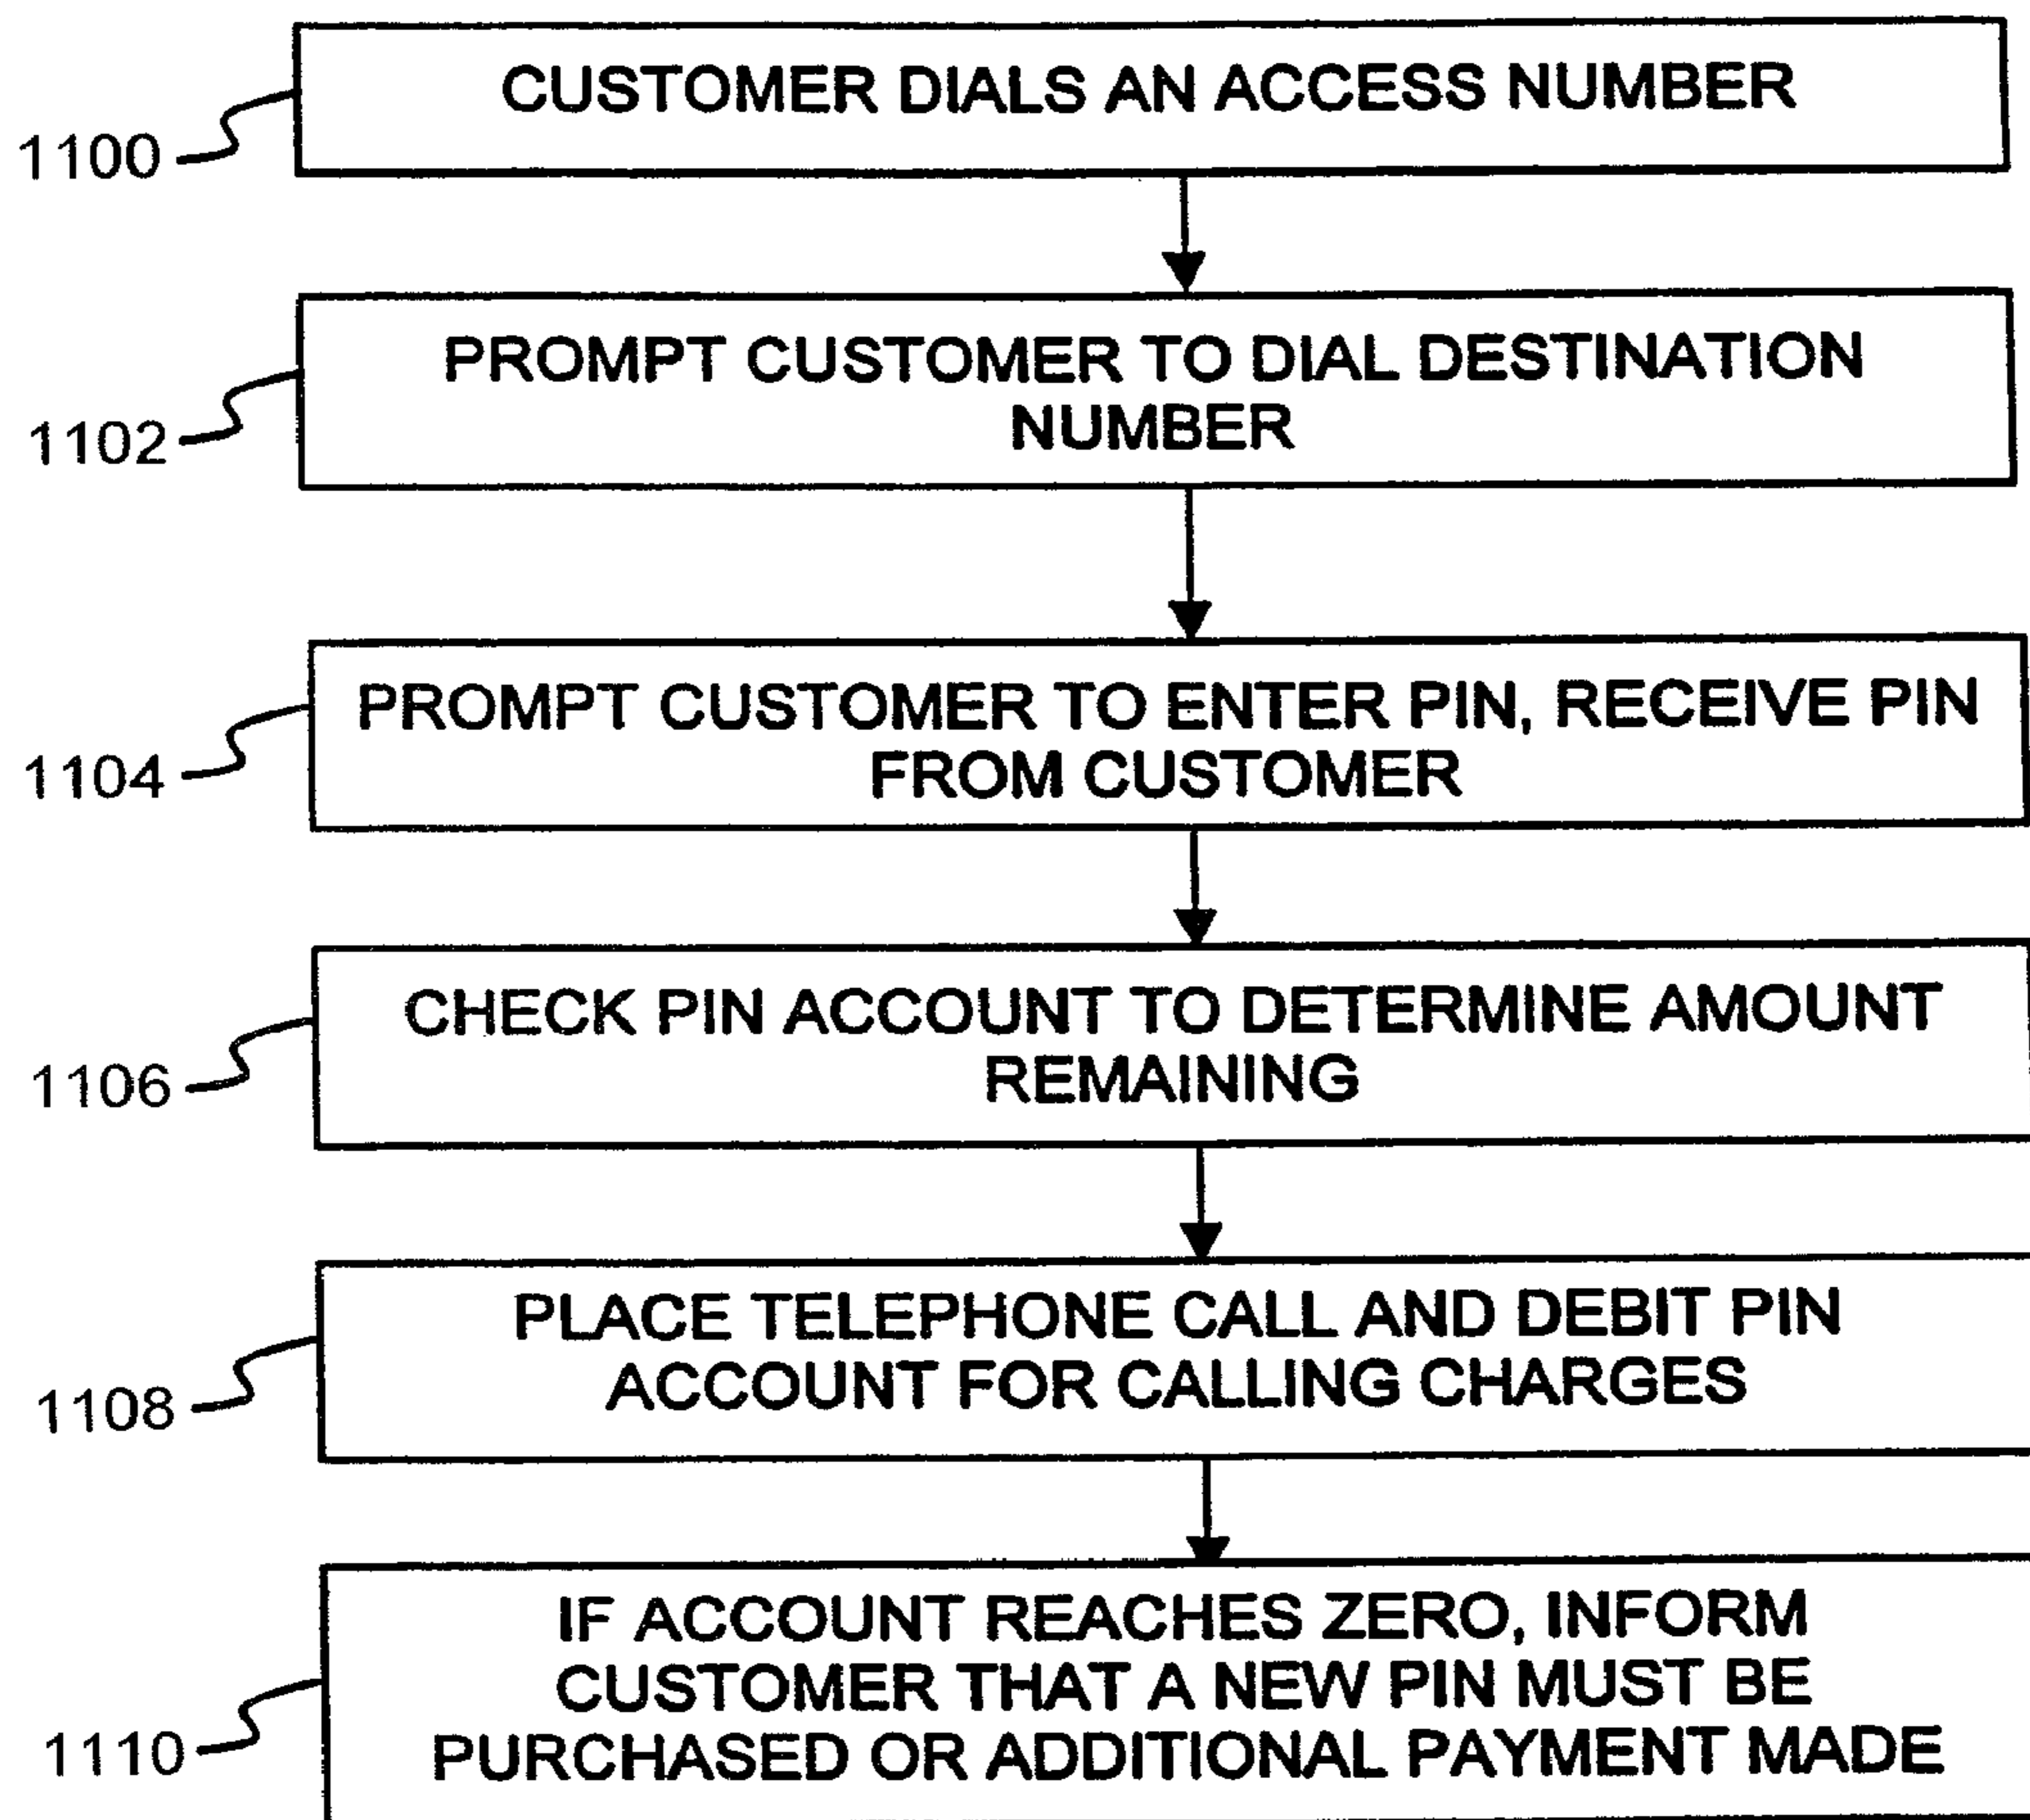 CUSTOMER DIALS AN ACCESS NUMBER
1100
PROMPT CUSTOMER TO DIAL DESTINATION
NUMBER
1102
PROMPT CUSTOMER TO ENTER PIN, RECEIVE PIN
FROM CUSTOMER
1104
CHECK PIN ACCOUNT TO DETERMINE AMOUNT
REMAINING
1106
PLACE TELEPHONE CALL AND DEBIT PIN
ACCOUNT FOR CALLING CHARGES
1108
IF ACCOUNT REACHES ZERO, INFORM
CUSTOMER THAT A NEW PIN MUST BE
PURCHASED OR ADDITIONAL PAYMENT MADE
1110